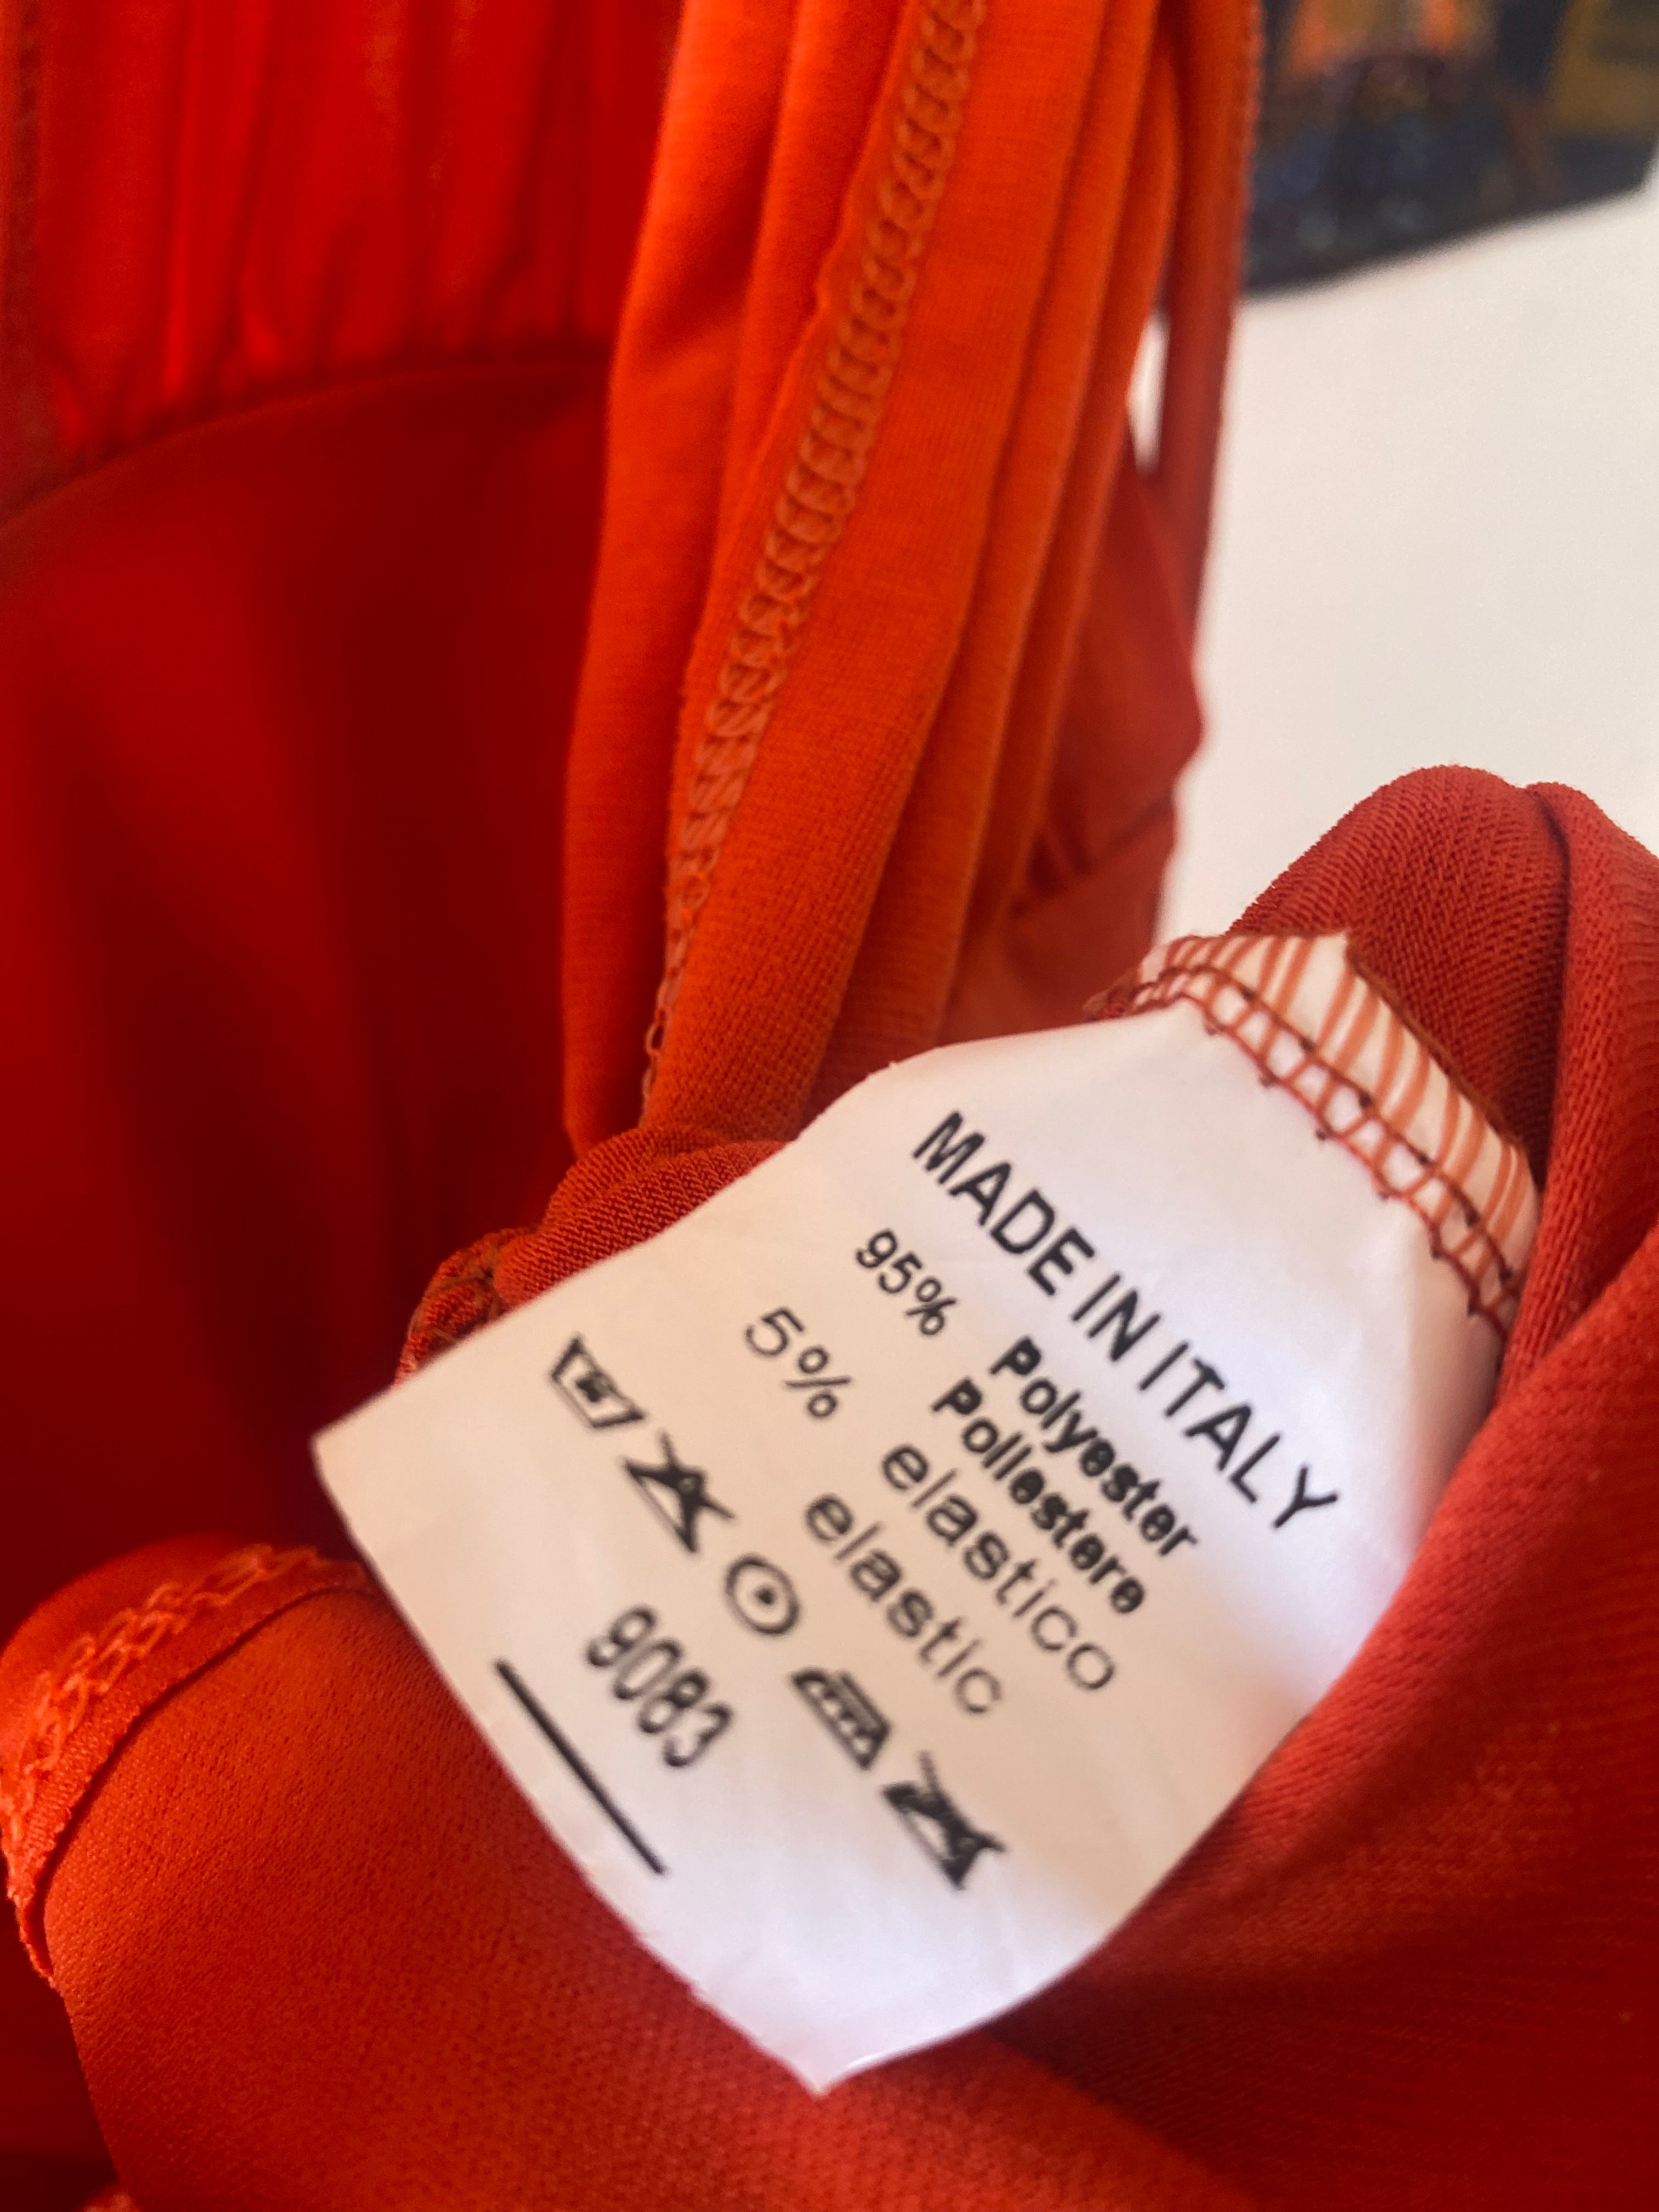 MADE IN ITALY
95% Polyester
Poliestere
5% elastico
elastic
9083